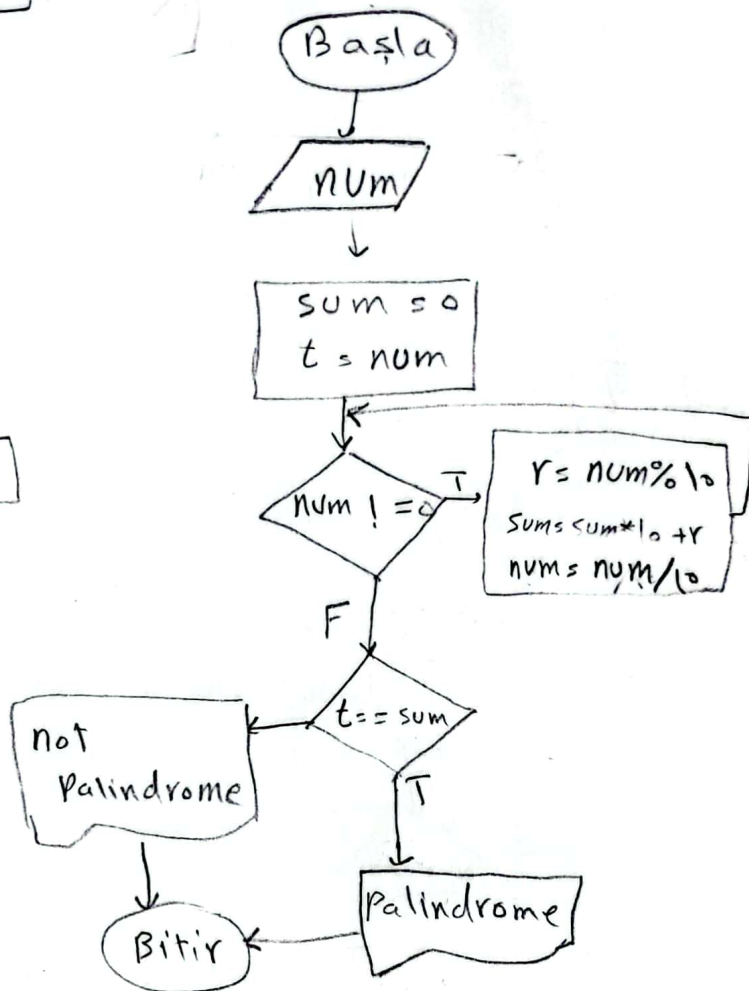 Başla
num
sum = 0
t = num
num != 0
T
r = num%10
sum = sum*10 +r
num = num/10
F
t == sum
not
Palindrome
T
Palindrome
Bitir